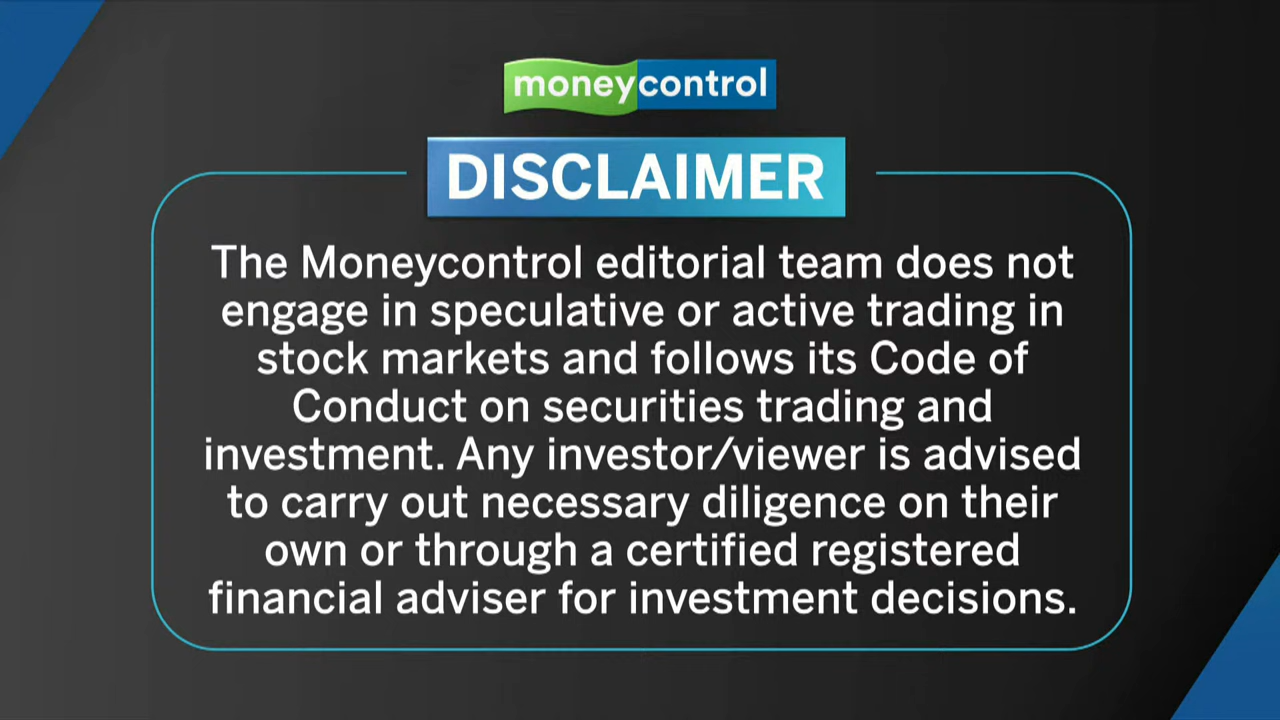 moneycontrol
DISCLAIMER
The Moneycontrol editorial team does not
engage in speculative or active trading in
stock markets and follows its Code of
Conduct on securities trading and
investment. Any investor/viewer is advised
to carry out necessary diligence on their
own or through a certified registered
financial adviser for investment decisions.